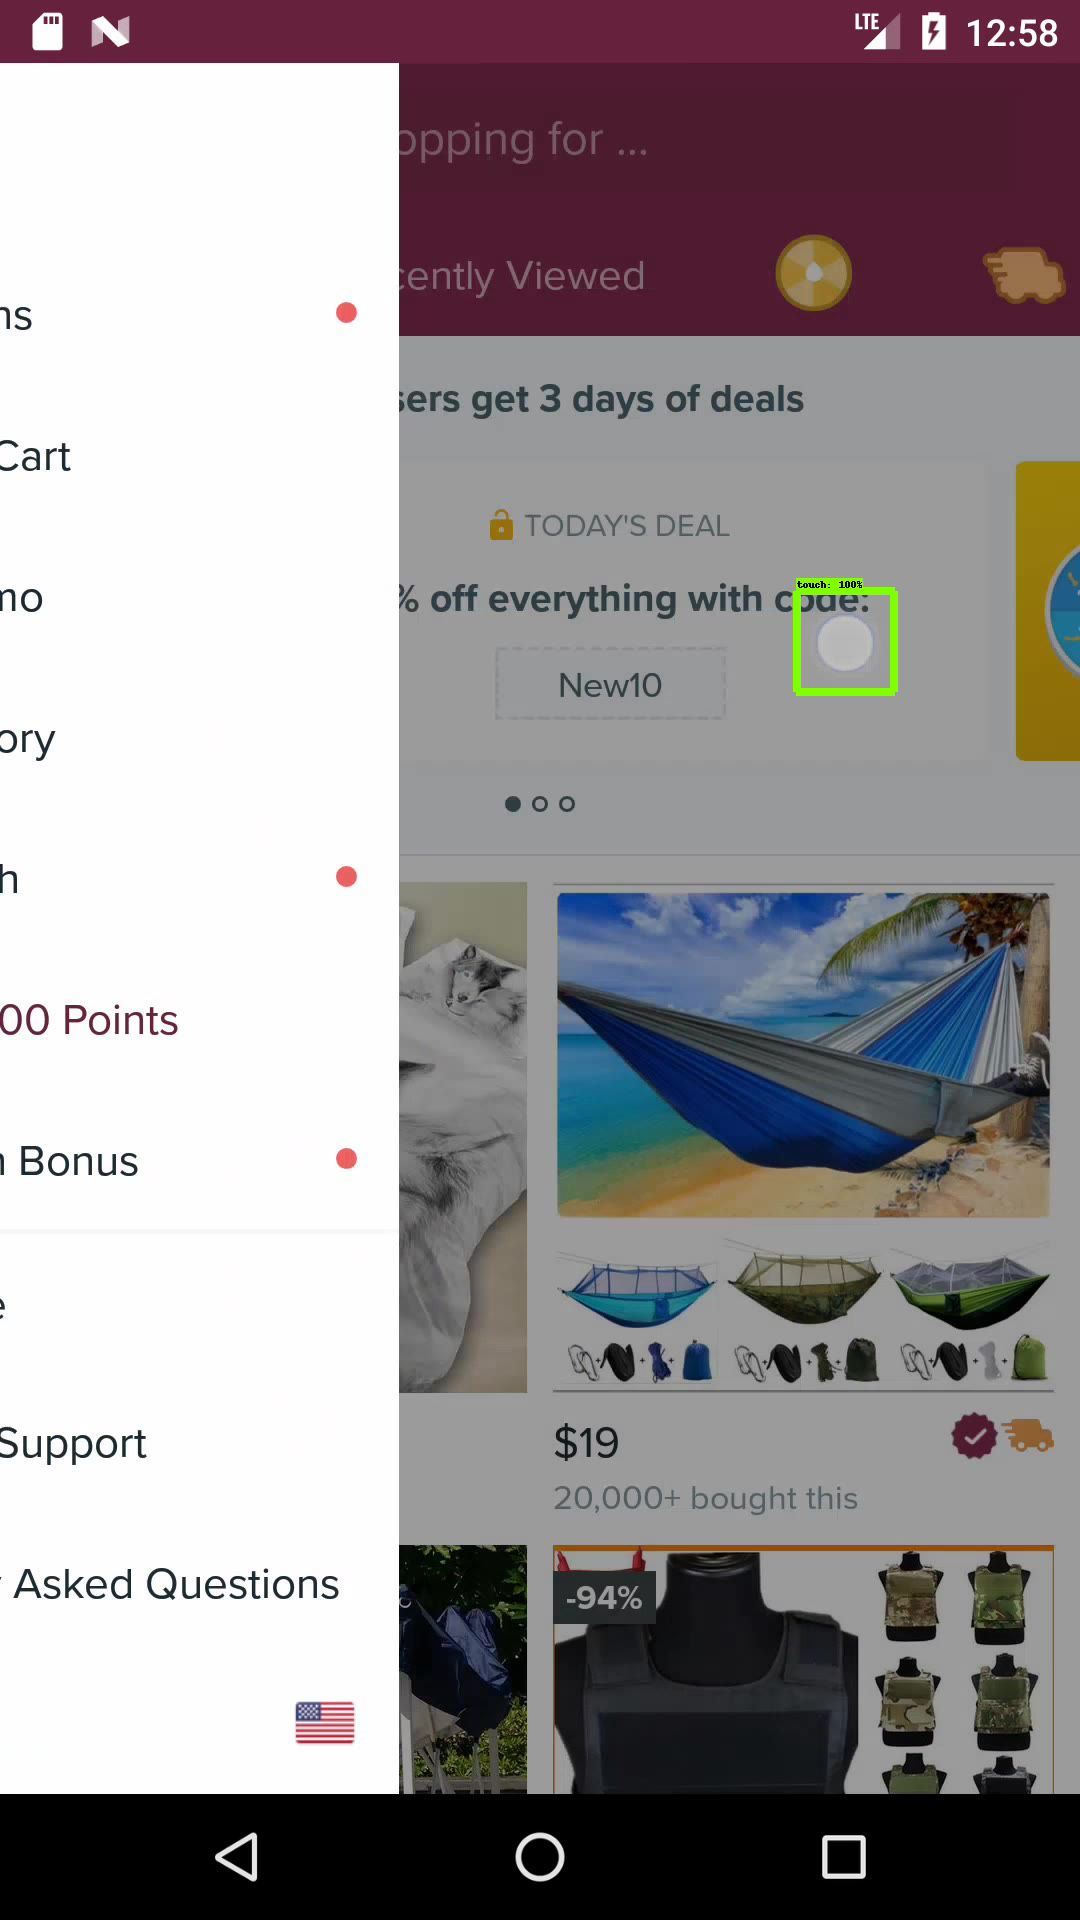 LTE 12:58
opping for ...
cently Viewed
ns
sers get 3 days of deals
Cart
TODAY'S DEAL
touch: 100%
% off everything with code:
mo
New10
ory
h
00 Points
n Bonus
e
$19
Support
20,000+ bought this
y Asked Questions
-94%